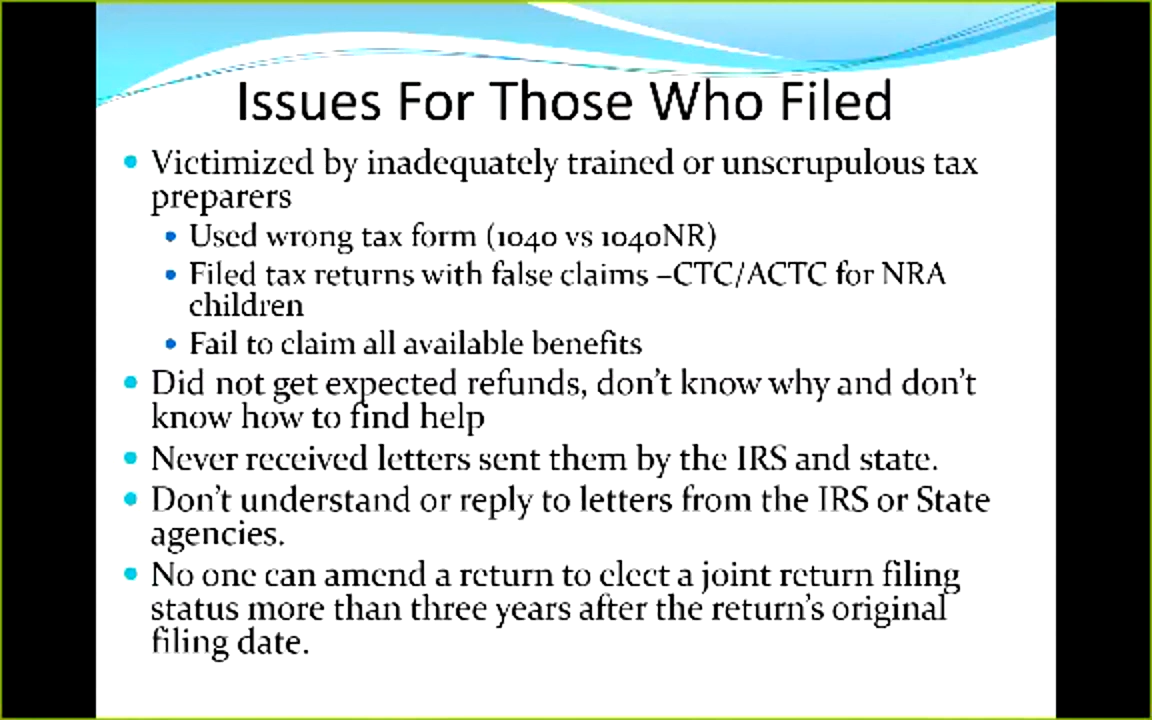 Issues For Those Who Filed
• Victimized by inadequately trained or unscrupulous tax
preparers
• Used wrong tax form (1040 vs 1040NR)
• Filed tax returns with false claims –CTC/ACTC for NRA
children
• Fail to claim all available benefits
• Did not get expected refunds, don't know why and don't
know how to find help
• Never received letters sent them by the IRS and state.
• Don't understand or reply to letters from the IRS or State
agencies.
• No one can amend a return to elect a joint return filing
status more than three years after the return's original
filing date.